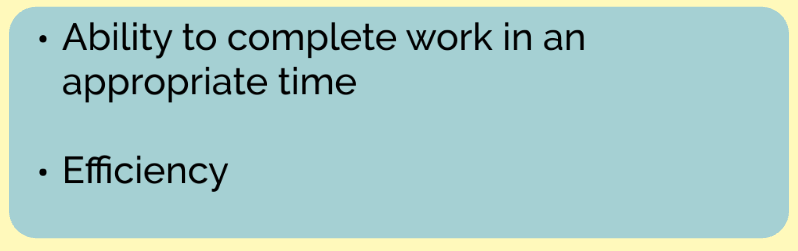 • Ability to complete work in an
appropriate time
• Efficiency